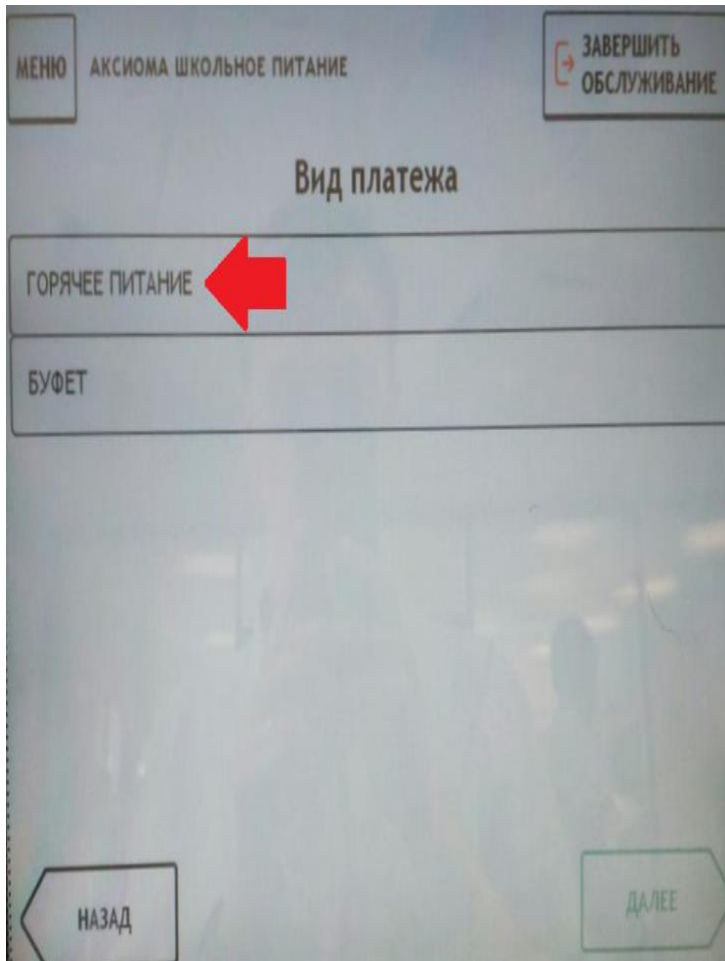 МЕНЮ
АКСИОМА ШКОЛЬНОЕ ПИТАНИЕ
ЗАВЕРШИТЬ
ОБСЛУЖИВАНИЕ
Вид платежа
ГОРЯЧЕЕ ПИТАНИЕ
БУФЕТ
НАЗАД
ДАЛЕЕ